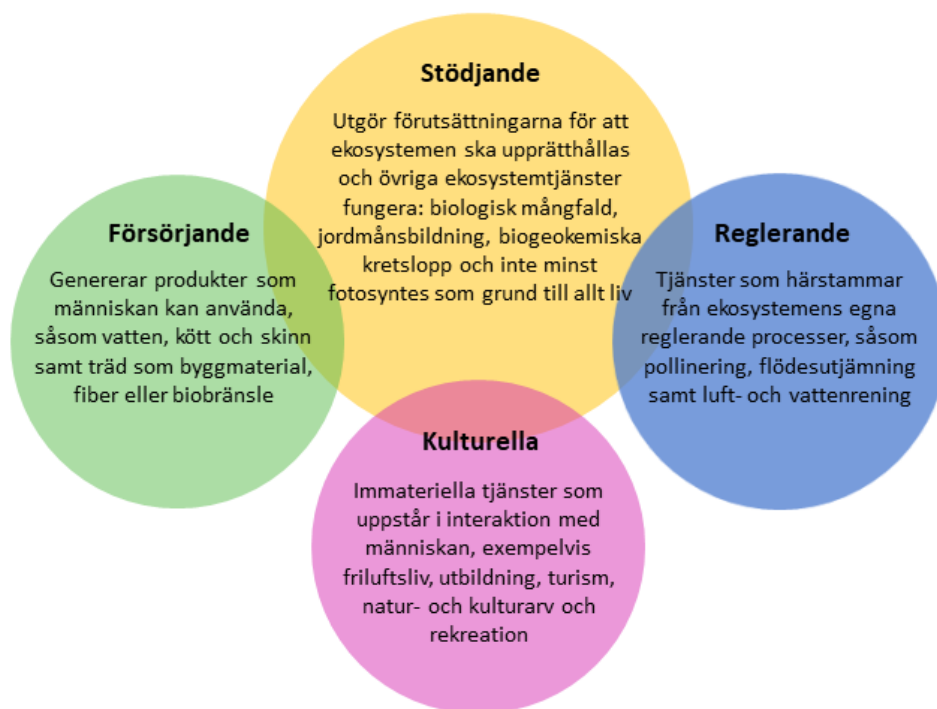 Stödjande
Utgör förutsättningarna för att
ekosystemen ska upprätthållas
och övriga ekosystemtjänster
fungera: biologisk mångfald,
jordmånsbildning, biogeokemiska
kretslopp och inte minst
fotosyntes som grund till allt liv
Försörjande
Genererar produkter som
människan kan använda,
såsom vatten, kött och skinn
samt träd som byggmaterial,
fiber eller biobränsle
Reglerande
Tjänster som härstammar
från ekosystemens egna
reglerande processer, såsom
pollinering, flödesutjämning
samt luft- och vattenrening
Kulturella
Immateriella tjänster som
uppstår i interaktion med
människan, exempelvis
friluftsliv, utbildning, turism,
natur- och kulturarv och
rekreation